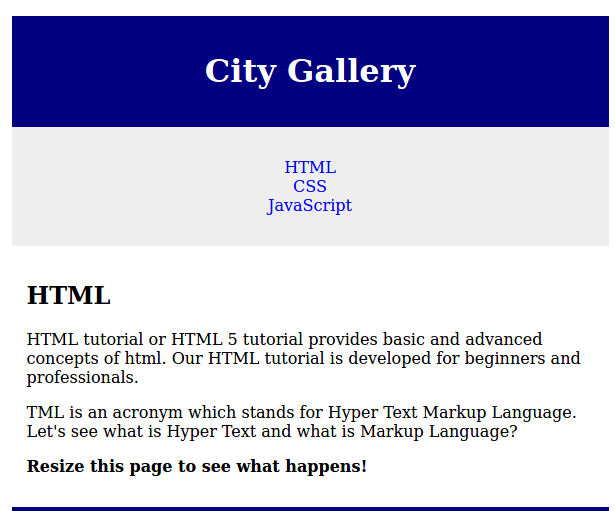 City Gallery
HTML
CSS
JavaScript
HTML
HTML tutorial or HTML 5 tutorial provides basic and advanced
concepts of html. Our HTML tutorial is developed for beginners and
professionals.
TML is an acronym which stands for Hyper Text Markup Language.
Let's see what is Hyper Text and what is Markup Language?
Resize this page to see what happens!